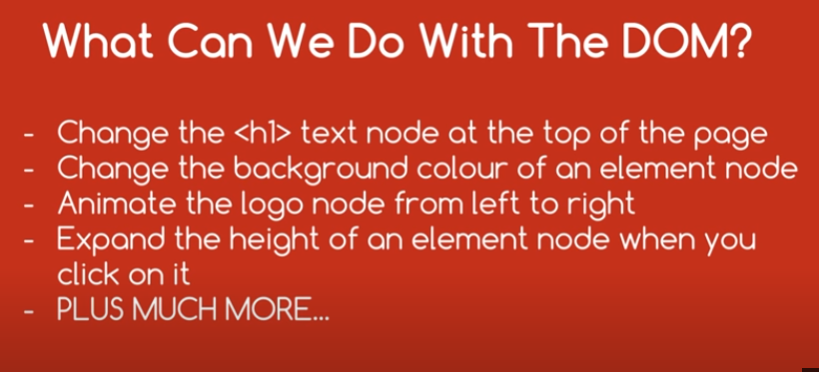 What Can We Do With The DOM?
- Change the <h1> text node at the top of the page
- Change the background colour of an element node
- Animate the logo node from left to right
- Expand the height of an element node when you
click on it
- PLUS MUCH MORE...